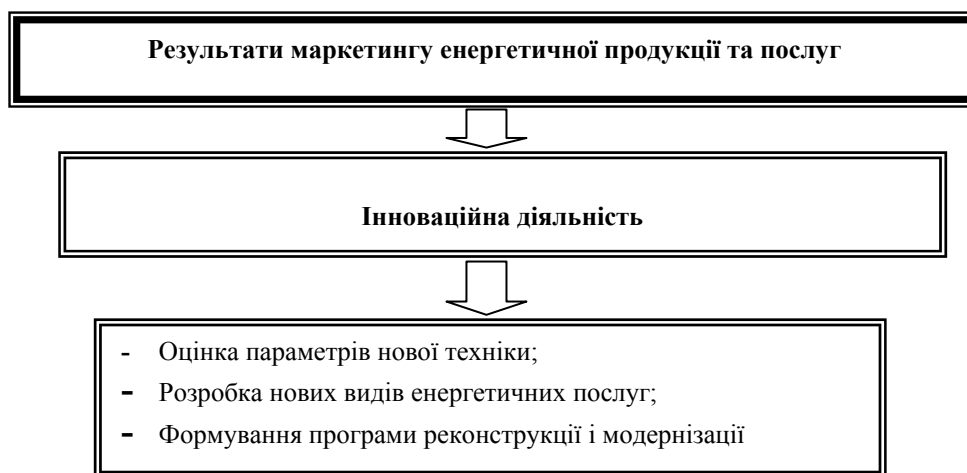 Результати маркетингу енергетичної продукції та послуг
Інноваційна діяльність
- Оцінка параметрів нової техніки;
- Розробка нових видів енергетичних послуг;
- Формування програми реконструкції і модернізації